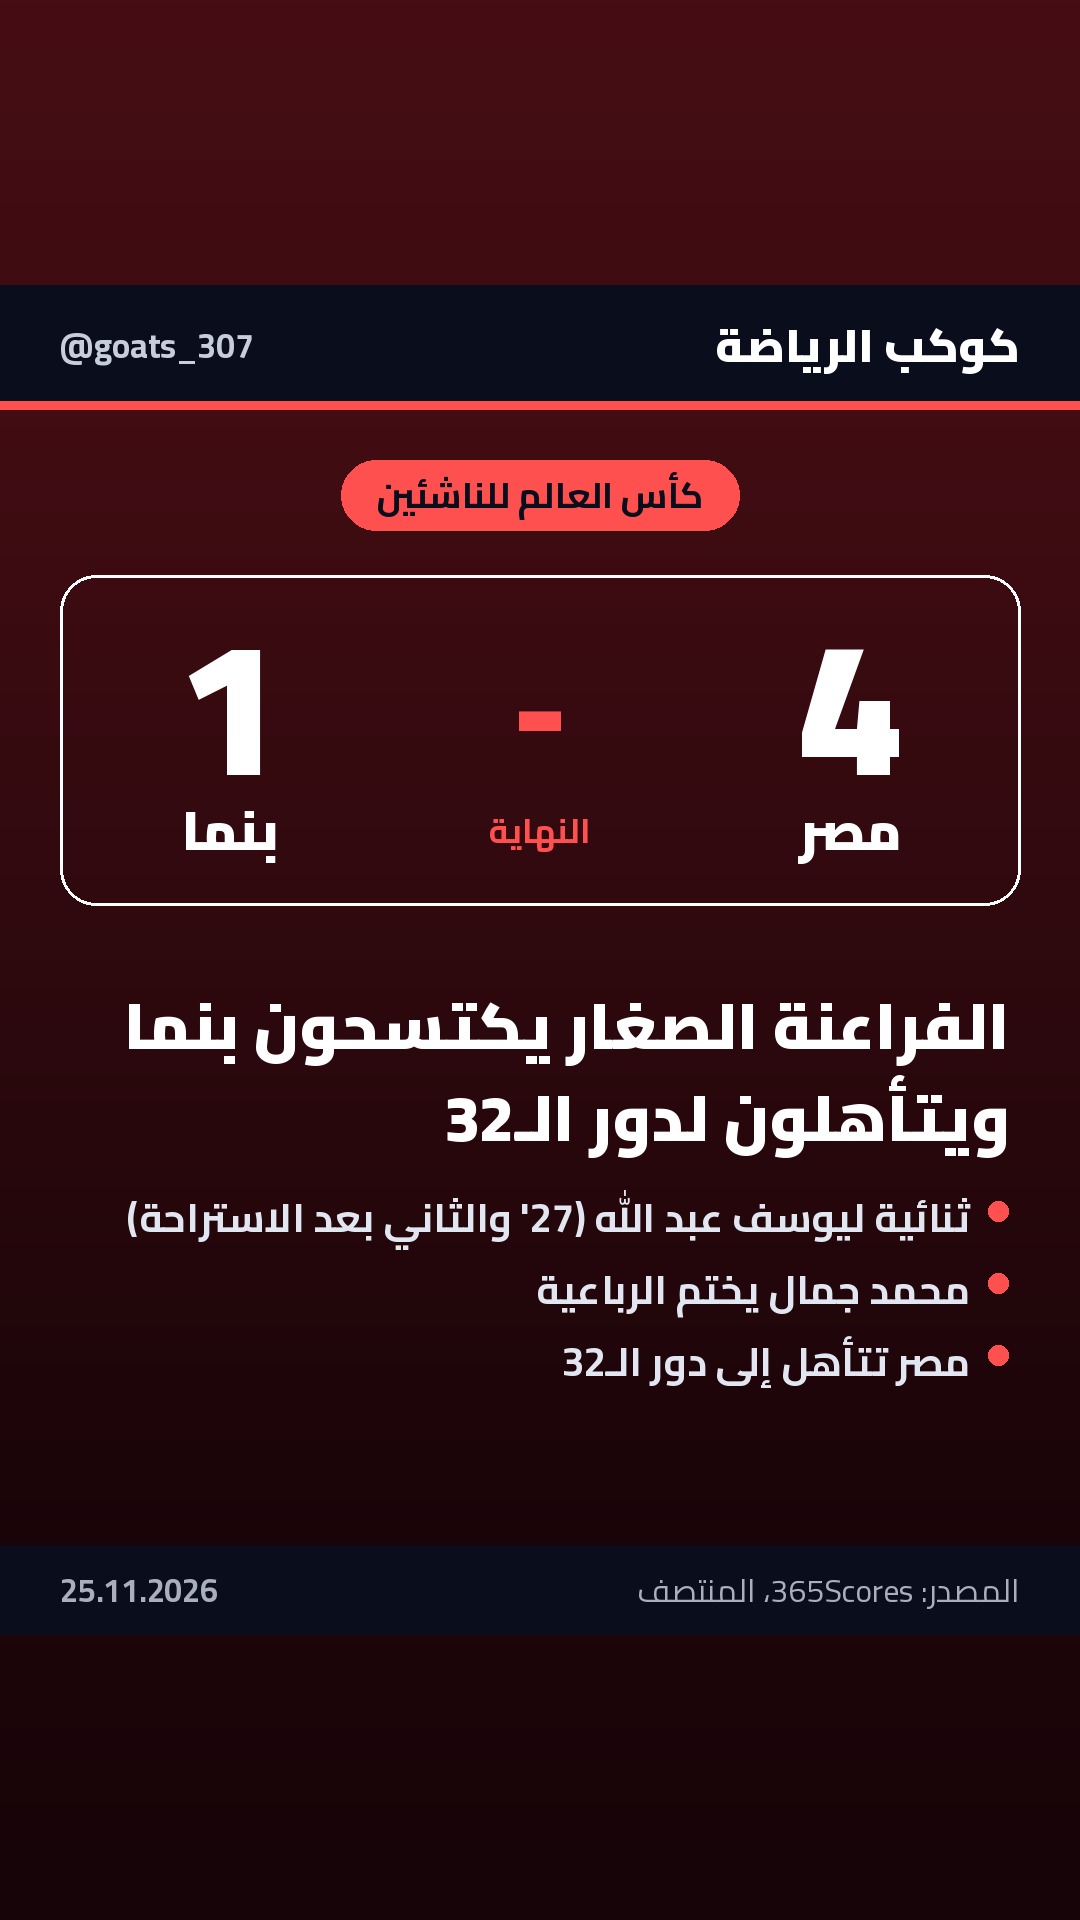 كوكب الرياضة
@goats_307
كأس العالم للناشئين
4 - 1
مصر النهاية بنما
الفراعنة الصغار يكتسحون بنما
ويتأهلون لدور الـ32
ثنائية ليوسف عبد الله (27' والثاني بعد الاستراحة)
محمد جمال يختم الرباعية
مصر تتأهل إلى دور الـ32
المصدر: 365Scores، المنتصف
25.11.2026